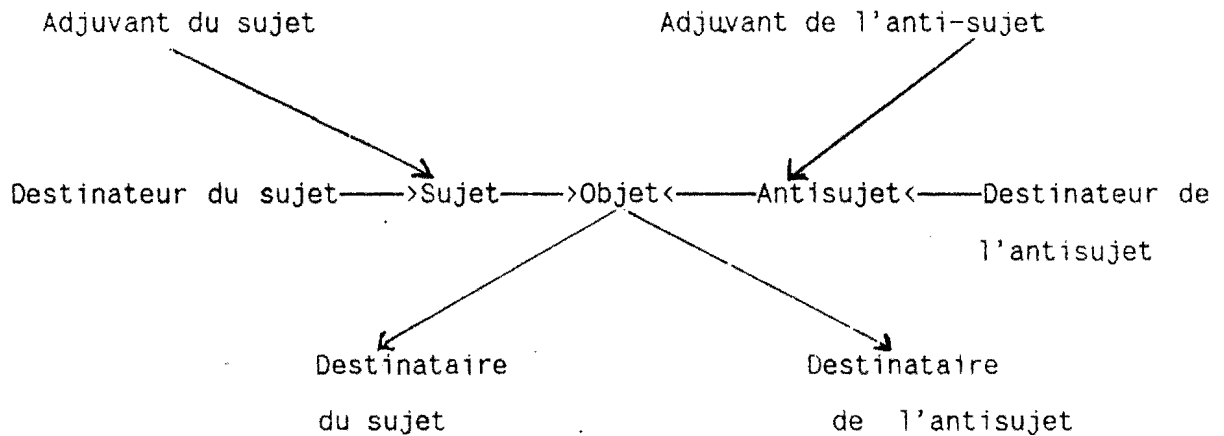 Adjuvant du sujet Adjuvant de l'anti-sujet
Destinateur du sujet——>Sujet——>Objet<——Antisujet<——Destinateur de
l'antisujet
Destinataire Destinataire
du sujet de l'antisujet